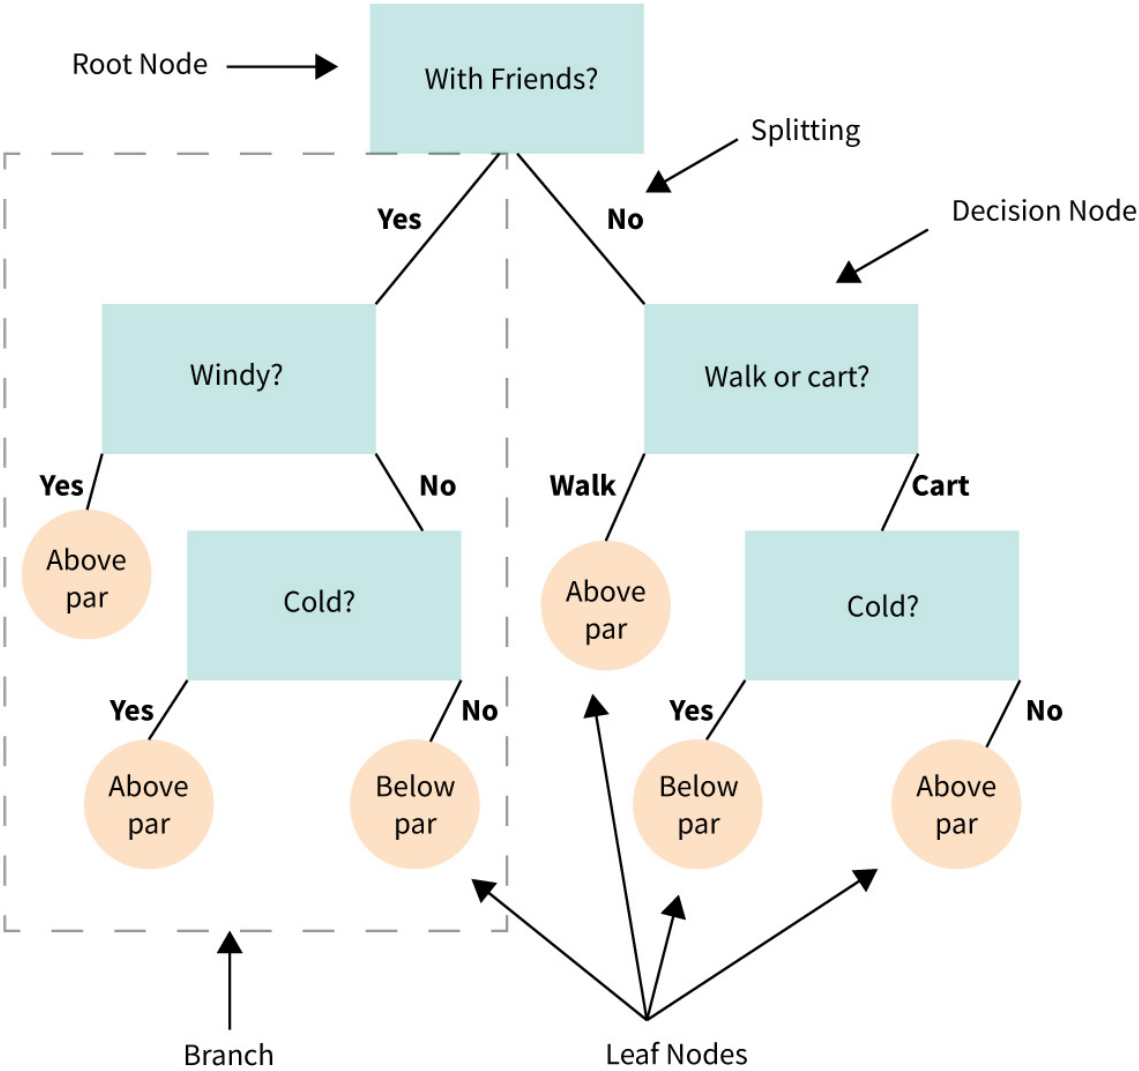 Root Node
With Friends?
Splitting
Yes
No
Decision Node
Windy?
Walk or cart?
Yes
No
Walk
Cart
Above
par
Cold?
Above
par
Cold?
Yes
No
Yes
No
Above
par
Below
par
Below
par
Above
par
Branch
Leaf Nodes